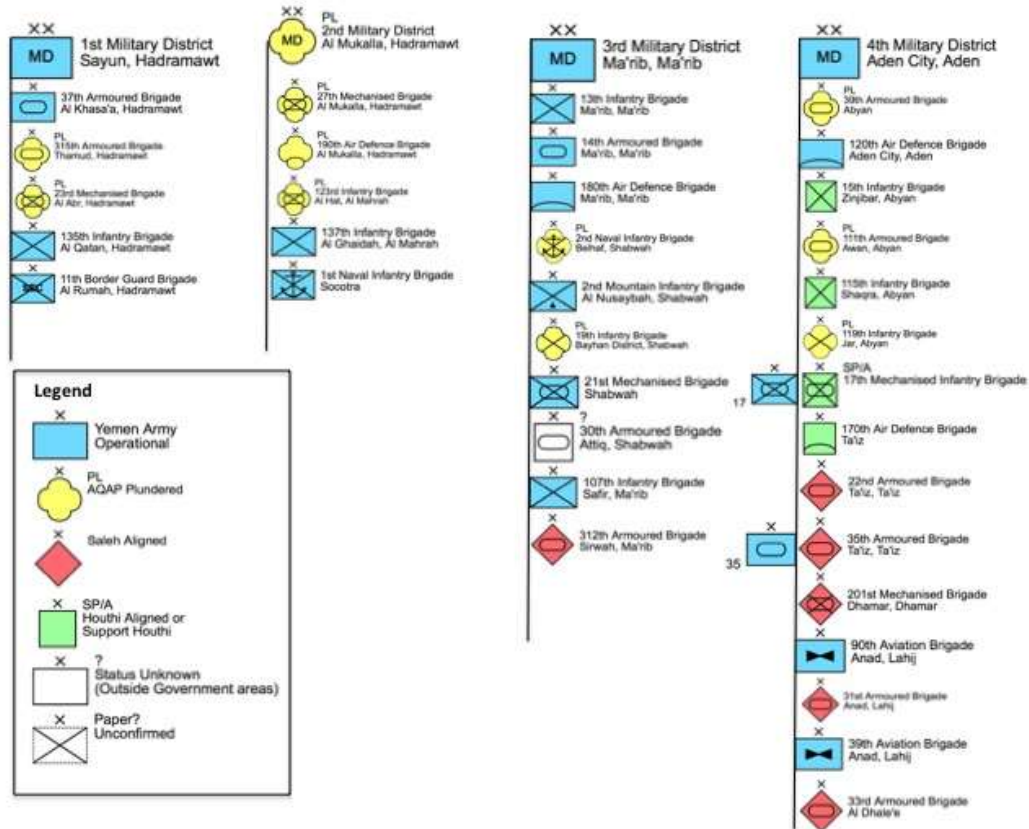 XX
MD
1st Military District
Sayun, Hadramawt
X
37th Armoured Brigade
Al Khasa'a, Hadramawt
X
PL
315th Armoured Brigade
Thamud, Hadramawt
X
PL
23rd Mechanised Brigade
Al Abr, Hadramawt
X
135th Infantry Brigade
Al Qatan, Hadramawt
X
11th Border Guard Brigade
Al Rumah, Hadramawt
XX
MD
PL
2nd Military District
Al Mukalla, Hadramawt
X
PL
27th Mechanised Brigade
Al Mukalla, Hadramawt
X
PL
190th Air Defence Brigade
Al Mukalla, Hadramawt
X
PL
123rd Infantry Brigade
Al Hat, Al Mahrah
X
137th Infantry Brigade
Al Ghaidah, Al Mahrah
X
1st Naval Infantry Brigade
Socotra
XX
MD
3rd Military District
Ma'rib, Ma'rib
X
13th Infantry Brigade
Ma'rib, Ma'rib
X
14th Armoured Brigade
Ma'rib, Ma'rib
X
180th Air Defence Brigade
Ma'rib, Ma'rib
X
PL
2nd Naval Infantry Brigade
Belhaf, Shabwah
X
2nd Mountain Infantry Brigade
Al Nusaybah, Shabwah
X
PL
19th Infantry Brigade
Bayhan District, Shabwah
X
21st Mechanised Brigade
Shabwah
X
?
30th Armoured Brigade
Attiq, Shabwah
X
107th Infantry Brigade
Safir, Ma'rib
X
312th Armoured Brigade
Sirwah, Ma'rib
XX
MD
4th Military District
Aden City, Aden
X
PL
39th Armoured Brigade
Abyan
X
120th Air Defence Brigade
Aden City, Aden
X
15th Infantry Brigade
Zinjibar, Abyan
X
PL
111th Armoured Brigade
Awan, Abyan
X
115th Infantry Brigade
Shaqra, Abyan
X
PL
119th Infantry Brigade
Jar, Abyan
X
17
X
SP/A
17th Mechanised Infantry Brigade
X
170th Air Defence Brigade
Ta'iz
X
22nd Armoured Brigade
Ta'iz, Ta'iz
X
35
X
35th Armoured Brigade
Ta'iz, Ta'iz
X
201st Mechanised Brigade
Dhamar, Dhamar
X
90th Aviation Brigade
Anad, Lahij
X
31st Armoured Brigade
Anad, Lahij
X
39th Aviation Brigade
Anad, Lahij
X
33rd Armoured Brigade
Al Dhale'e
Legend
X
Yemen Army
Operational
X
PL
AQAP Plundered
X
Saleh Aligned
X
SP/A
Houthi Aligned or
Support Houthi
X
?
Status Unknown
(Outside Government areas)
X
Paper?
Unconfirmed